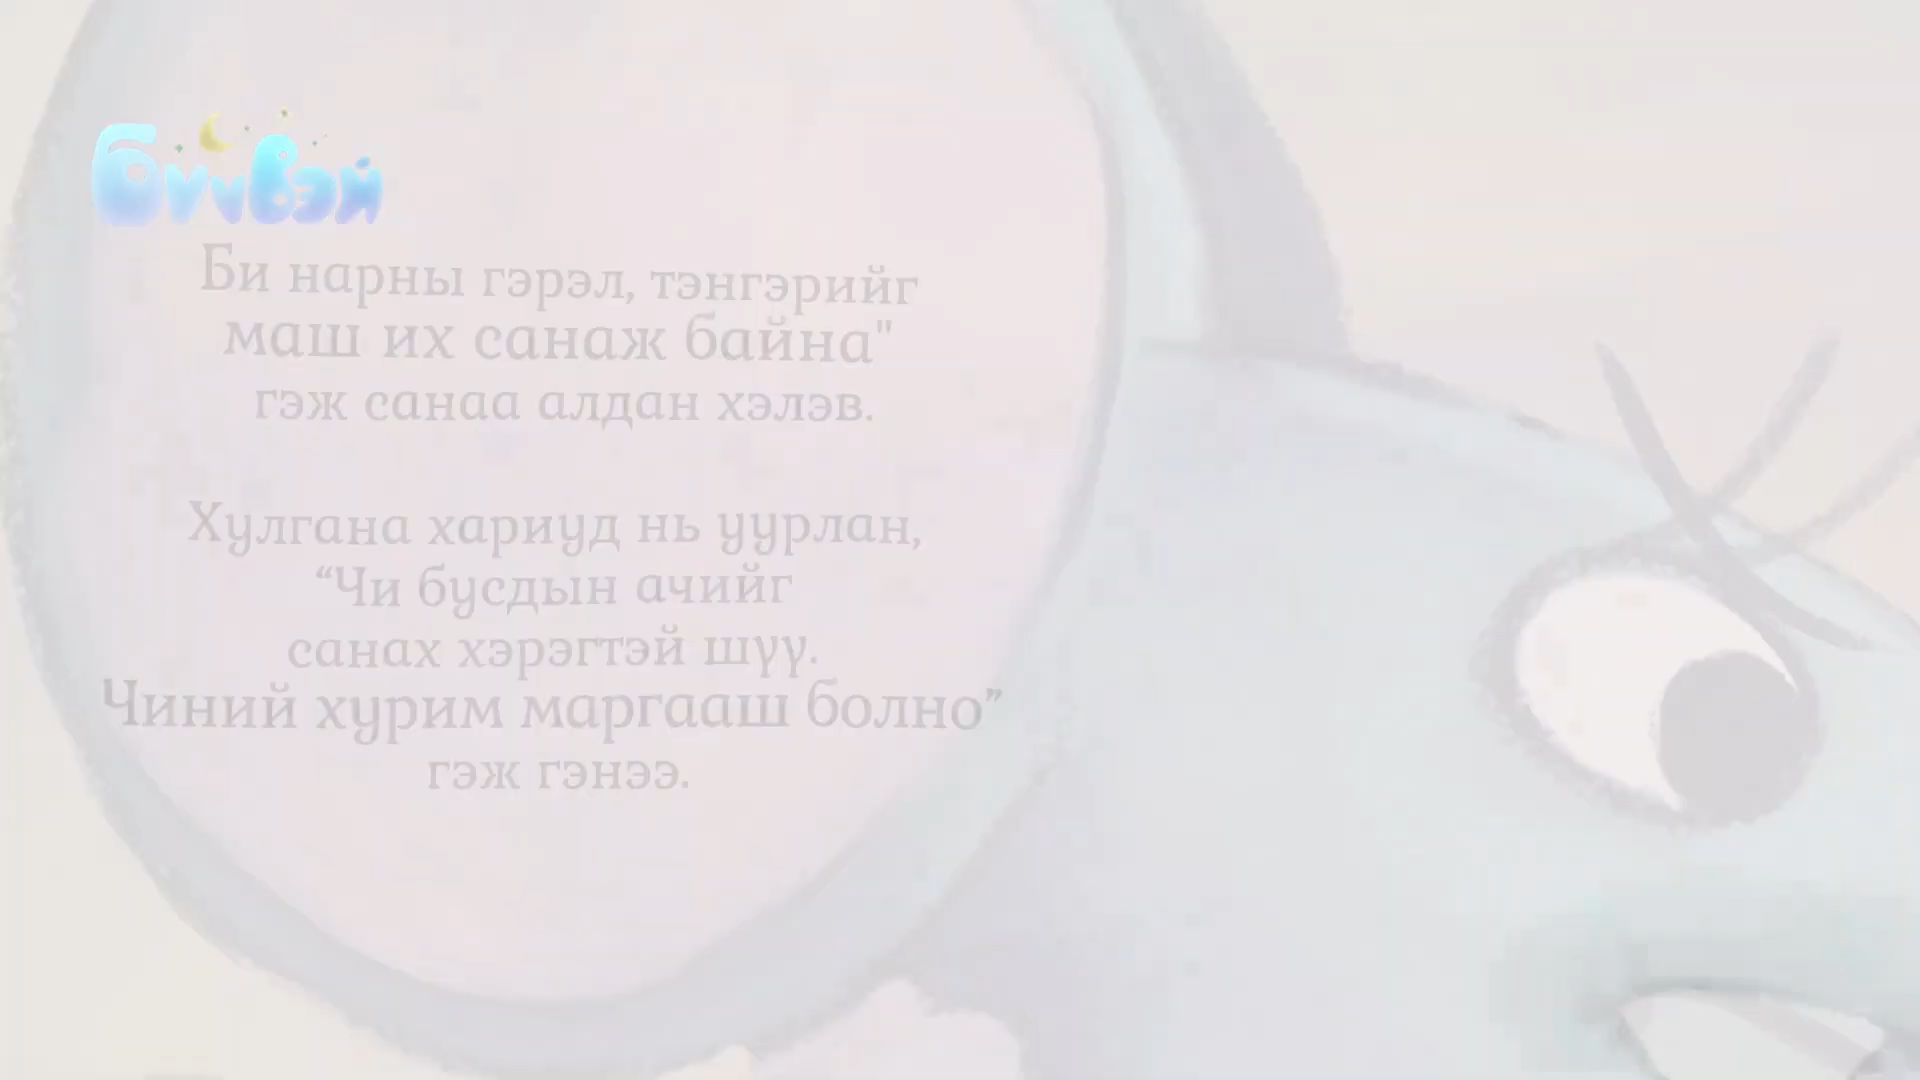 Бүүвэй
Би нарны гэрэл, тэнгэрийг
маш их санаж байна"
гэж санаа алдан хэлэв.
Хулгана хариуд нь уурлан,
“Чи бусдын ачийг
санах хэрэгтэй шүү.
Чиний хурим маргааш болно”
гэж гэнээ.